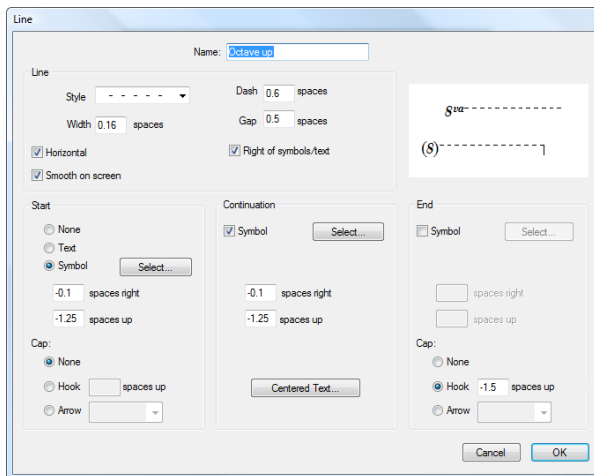 Line
Name: Octave up
Line
Style - - - - -
Dash 0.6 spaces
Width 0.16 spaces
Gap 0.5 spaces
Horizontal
Right of symbols/text
Smooth on screen
8va
(8)
Start
None
Text
Symbol Select...
-0.1 spaces right
-1.25 spaces up
Cap:
None
Hook spaces up
Arrow
Continuation
Symbol Select...
-0.1 spaces right
-1.25 spaces up
Centered Text...
End
Symbol Select...
spaces right
spaces up
Cap:
None
Hook -1.5 spaces up
Arrow
Cancel OK